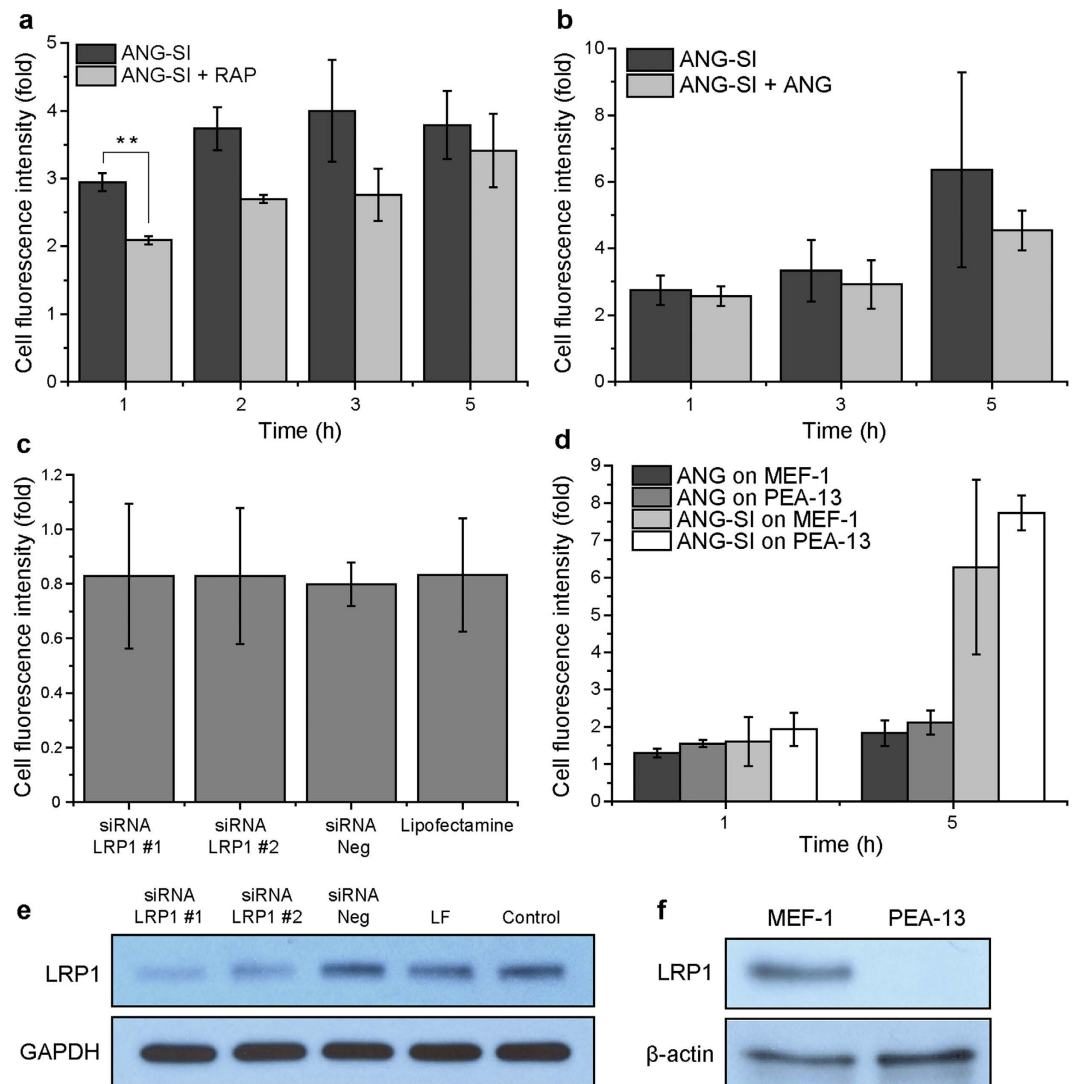 a
Cell fluorescence intensity (fold)
5
4
3
2
1
0
ANG-SI
ANG-SI + RAP
**
1 2 3 5
Time (h)
b
Cell fluorescence intensity (fold)
10
8
6
4
2
0
ANG-SI
ANG-SI + ANG
1 3 5
Time (h)
c
Cell fluorescence intensity (fold)
1.2
1.0
0.8
0.6
0.4
0.2
0
siRNA siRNA siRNA Lipofectamine
LRP1 #1 LRP1 #2 Neg
d
Cell fluorescence intensity (fold)
9
8
7
6
5
4
3
2
1
0
ANG on MEF-1
ANG on PEA-13
ANG-SI on MEF-1
ANG-SI on PEA-13
1 5
Time (h)
e
siRNA siRNA siRNA
LRP1 #1 LRP1 #2 Neg LF Control
LRP1
GAPDH
f
MEF-1 PEA-13
LRP1
β-actin